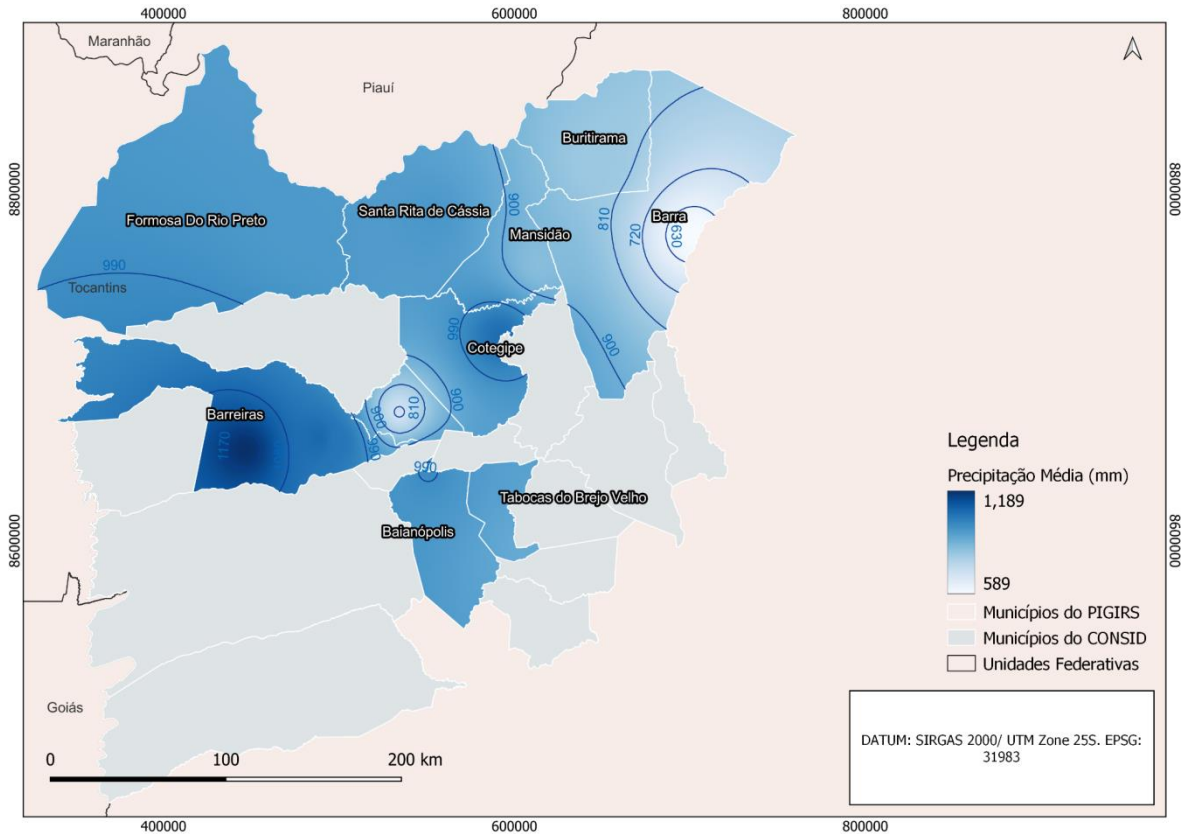 400000
600000
800000
Maranhão
Piauí
Buritirama
8800000
8800000
Santa Rita de Cássia
Formosa Do Rio Preto
900
Barra
810
720
630
Mansidão
990
Tocantins
990
900
Cotegipe
Barreiras
900
810
900
1170
990
Legenda
Precipitação Média (mm)
990
Tabocas do Brejo Velho
1,189
8600000
8600000
Baianópolis
589
Municípios do PIGIRS
Municípios do CONSID
Unidades Federativas
Goiás
DATUM: SIRGAS 2000/ UTM Zone 25S. EPSG:
31983
0
100
200 km
400000
600000
800000